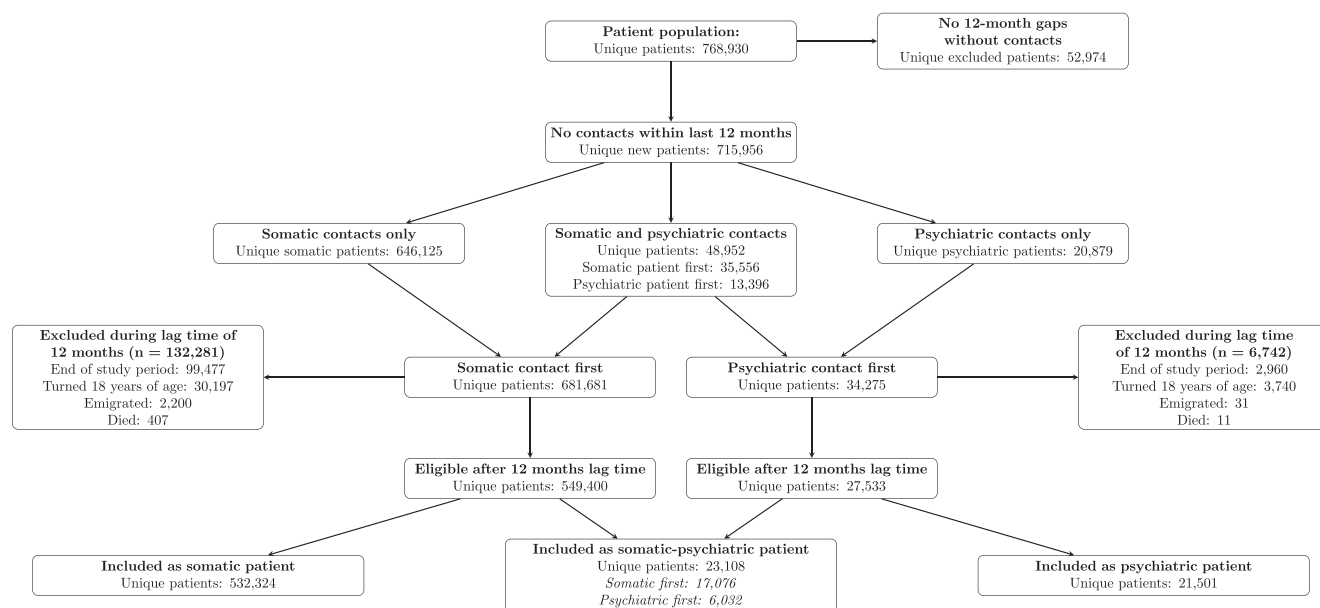 Patient population:
Unique patients: 768,930
No 12-month gaps
without contacts
Unique excluded patients: 52,974
No contacts within last 12 months
Unique new patients: 715,956
Somatic contacts only
Unique somatic patients: 646,125
Somatic and psychiatric contacts
Unique patients: 48,952
Somatic patient first: 35,556
Psychiatric patient first: 13,396
Psychiatric contacts only
Unique psychiatric patients: 20,879
Excluded during lag time of
12 months (n = 132,281)
End of study period: 99,477
Turned 18 years of age: 30,197
Emigrated: 2,200
Died: 407
Somatic contact first
Unique patients: 681,681
Psychiatric contact first
Unique patients: 34,275
Excluded during lag time
of 12 months (n = 6,742)
End of study period: 2,960
Turned 18 years of age: 3,740
Emigrated: 31
Died: 11
Eligible after 12 months lag time
Unique patients: 549,400
Eligible after 12 months lag time
Unique patients: 27,533
Included as somatic patient
Unique patients: 532,324
Included as somatic-psychiatric patient
Unique patients: 23,108
Somatic first: 17,076
Psychiatric first: 6,032
Included as psychiatric patient
Unique patients: 21,501